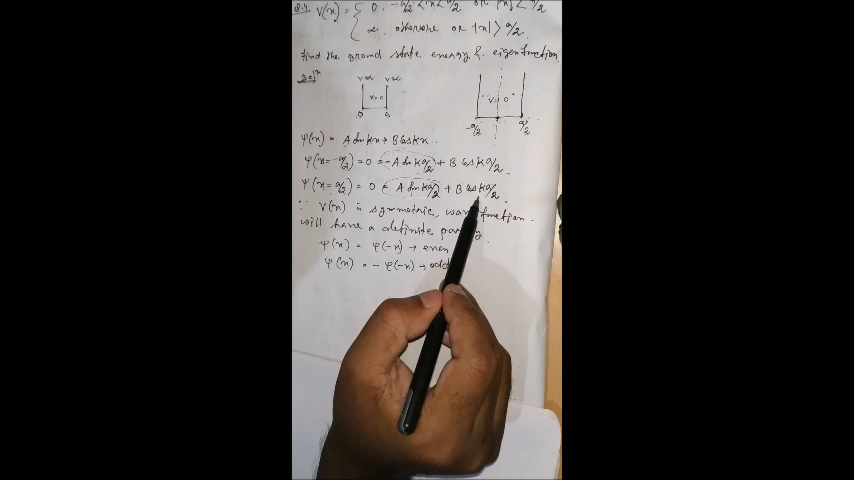 V(x) = { 0, -a/2 < x < a/2 or |x| < a/2
∞, otherwise or |x| > a/2
Find the ground state energy & eigenfunction
Solⁿ
V=∞ V=∞
V=0 V=0
0 a -a/2 a/2
ψ(x) = A Sin Kx + B Cos Kx.
ψ(x=-a/2) = 0 = -A Sin Ka/2 + B Cos Ka/2.
ψ(x=a/2) = 0 = A Sin Ka/2 + B Cos Ka/2.
∵ V(x) is symmetric, wave function
will have a definite parity.
ψ(x) = ψ(-x) → even
ψ(x) = -ψ(-x) → odd